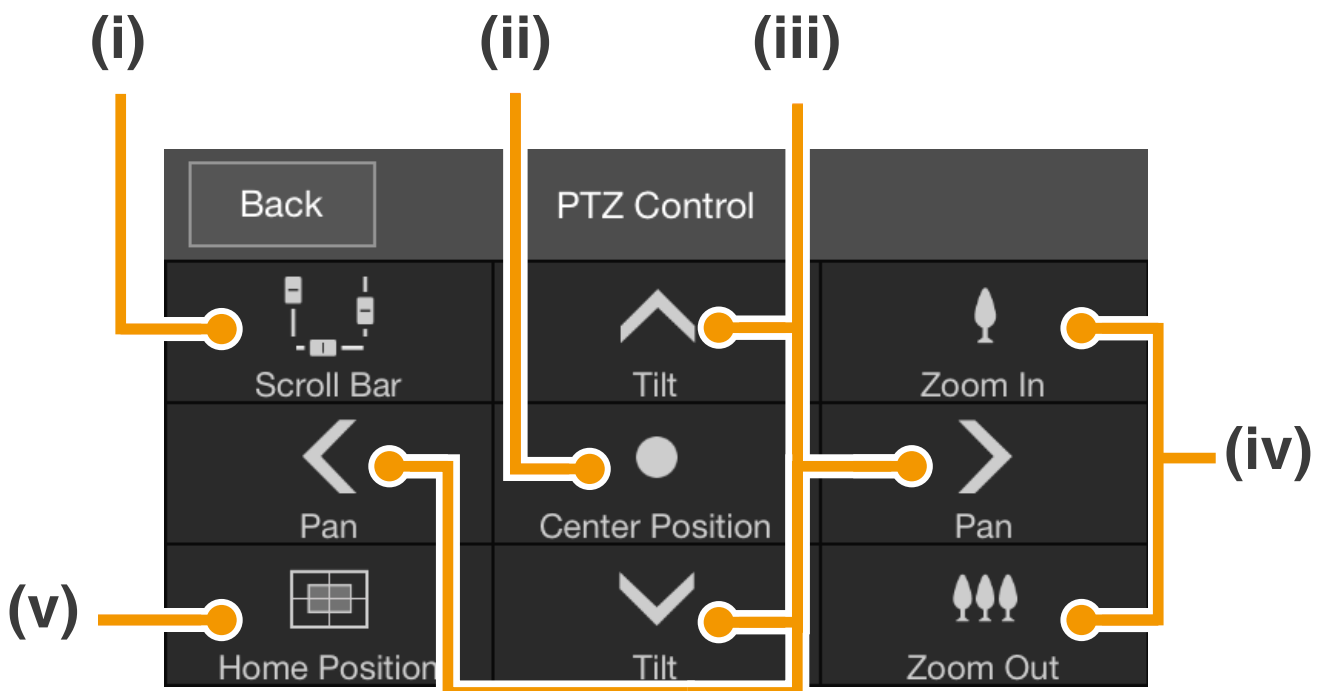 (i) (ii) (iii)
Back PTZ Control
Scroll Bar Tilt Zoom In
(iv)
Pan Center Position Pan
(v)
Home Position Tilt Zoom Out